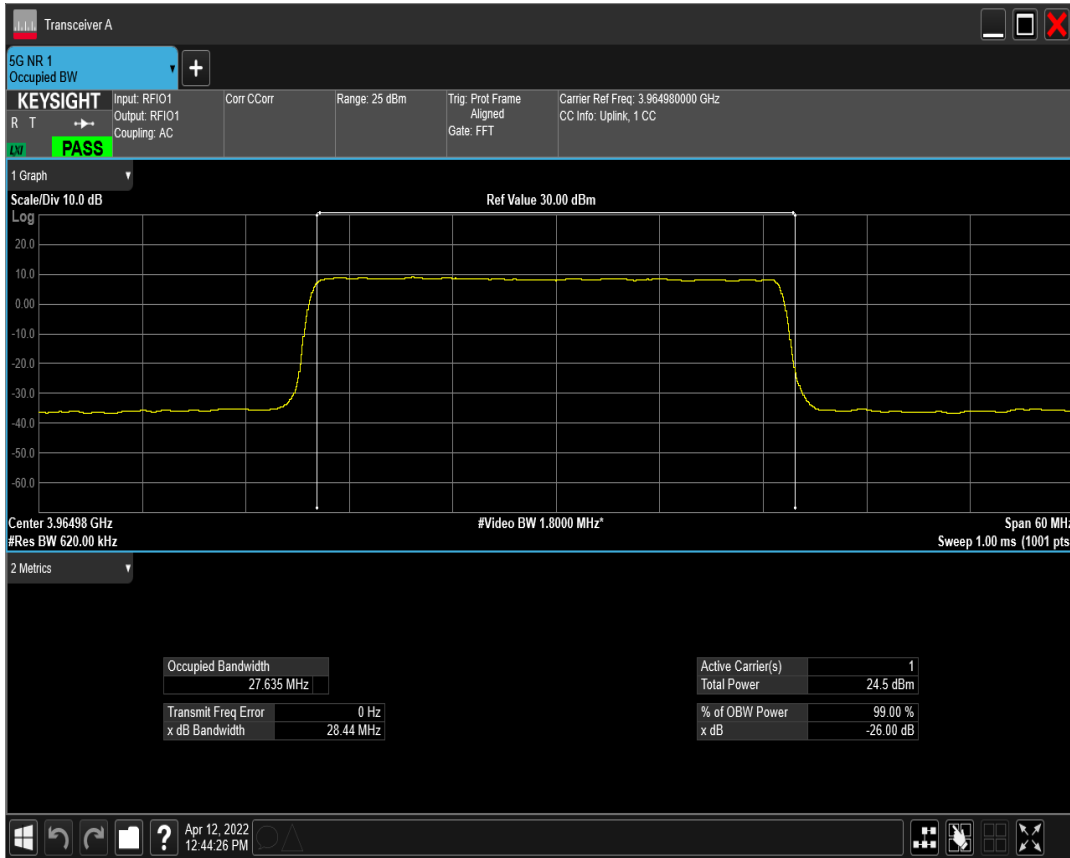 Transceiver A
5G NR 1
Occupied BW
+
KEYSIGHT
R T
LXI
PASS
Input: RFIO1
Output: RFIO1
Coupling: AC
Corr CCorr
Range: 25 dBm
Trig: Prot Frame
Aligned
Gate: FFT
Carrier Ref Freq: 3.964980000 GHz
CC Info: Uplink, 1 CC
1 Graph
Scale/Div 10.0 dB
Ref Value 30.00 dBm
Log
20.0
10.0
0.00
-10.0
-20.0
-30.0
-40.0
-50.0
-60.0
Center 3.96498 GHz
#Video BW 1.8000 MHz*
Span 60 MHz
#Res BW 620.00 kHz
Sweep 1.00 ms (1001 pts
2 Metrics
Occupied Bandwidth
27.635 MHz
Transmit Freq Error 0 Hz
x dB Bandwidth 28.44 MHz
Active Carrier(s) 1
Total Power 24.5 dBm
% of OBW Power 99.00 %
x dB -26.00 dB
?
Apr 12, 2022
12:44:26 PM